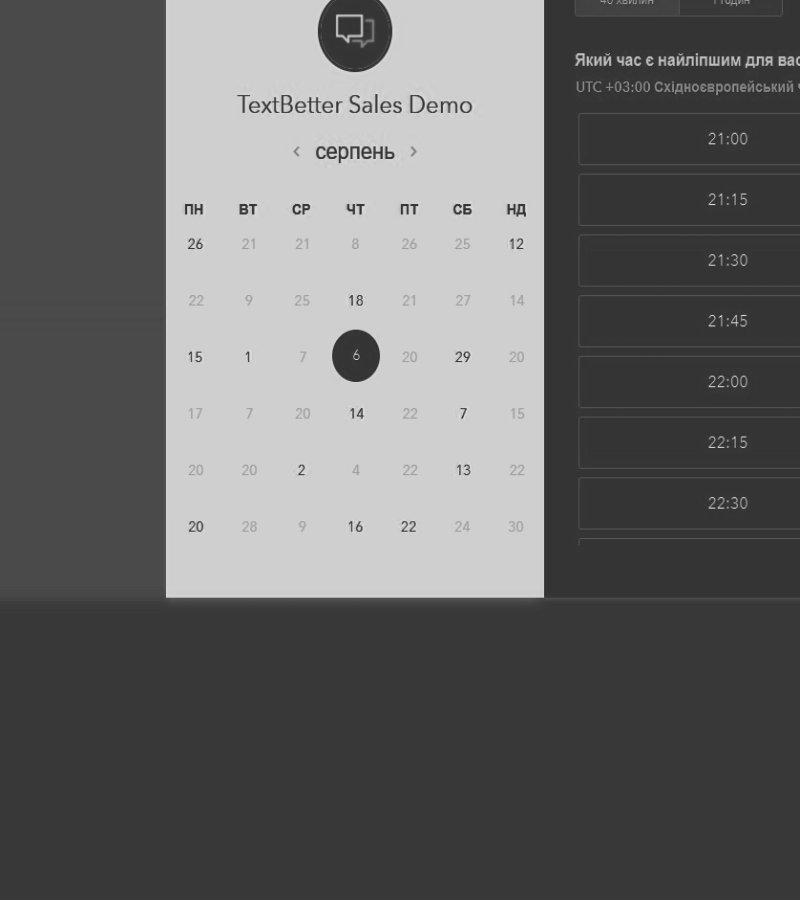 TextBetter Sales Demo
‹ серпень ›
ПН ВТ СР ЧТ ПТ СБ НД
26 21 21 8 26 25 12
22 9 25 18 21 27 14
15 1 7 6 20 29 20
17 7 20 14 22 7 15
20 20 2 4 22 13 22
20 28 9 16 22 24 30
хвилин 1 годин
Який час є найліпшим для вас
UTC +03:00 Східноєвропейський
21:00
21:15
21:30
21:45
22:00
22:15
22:30